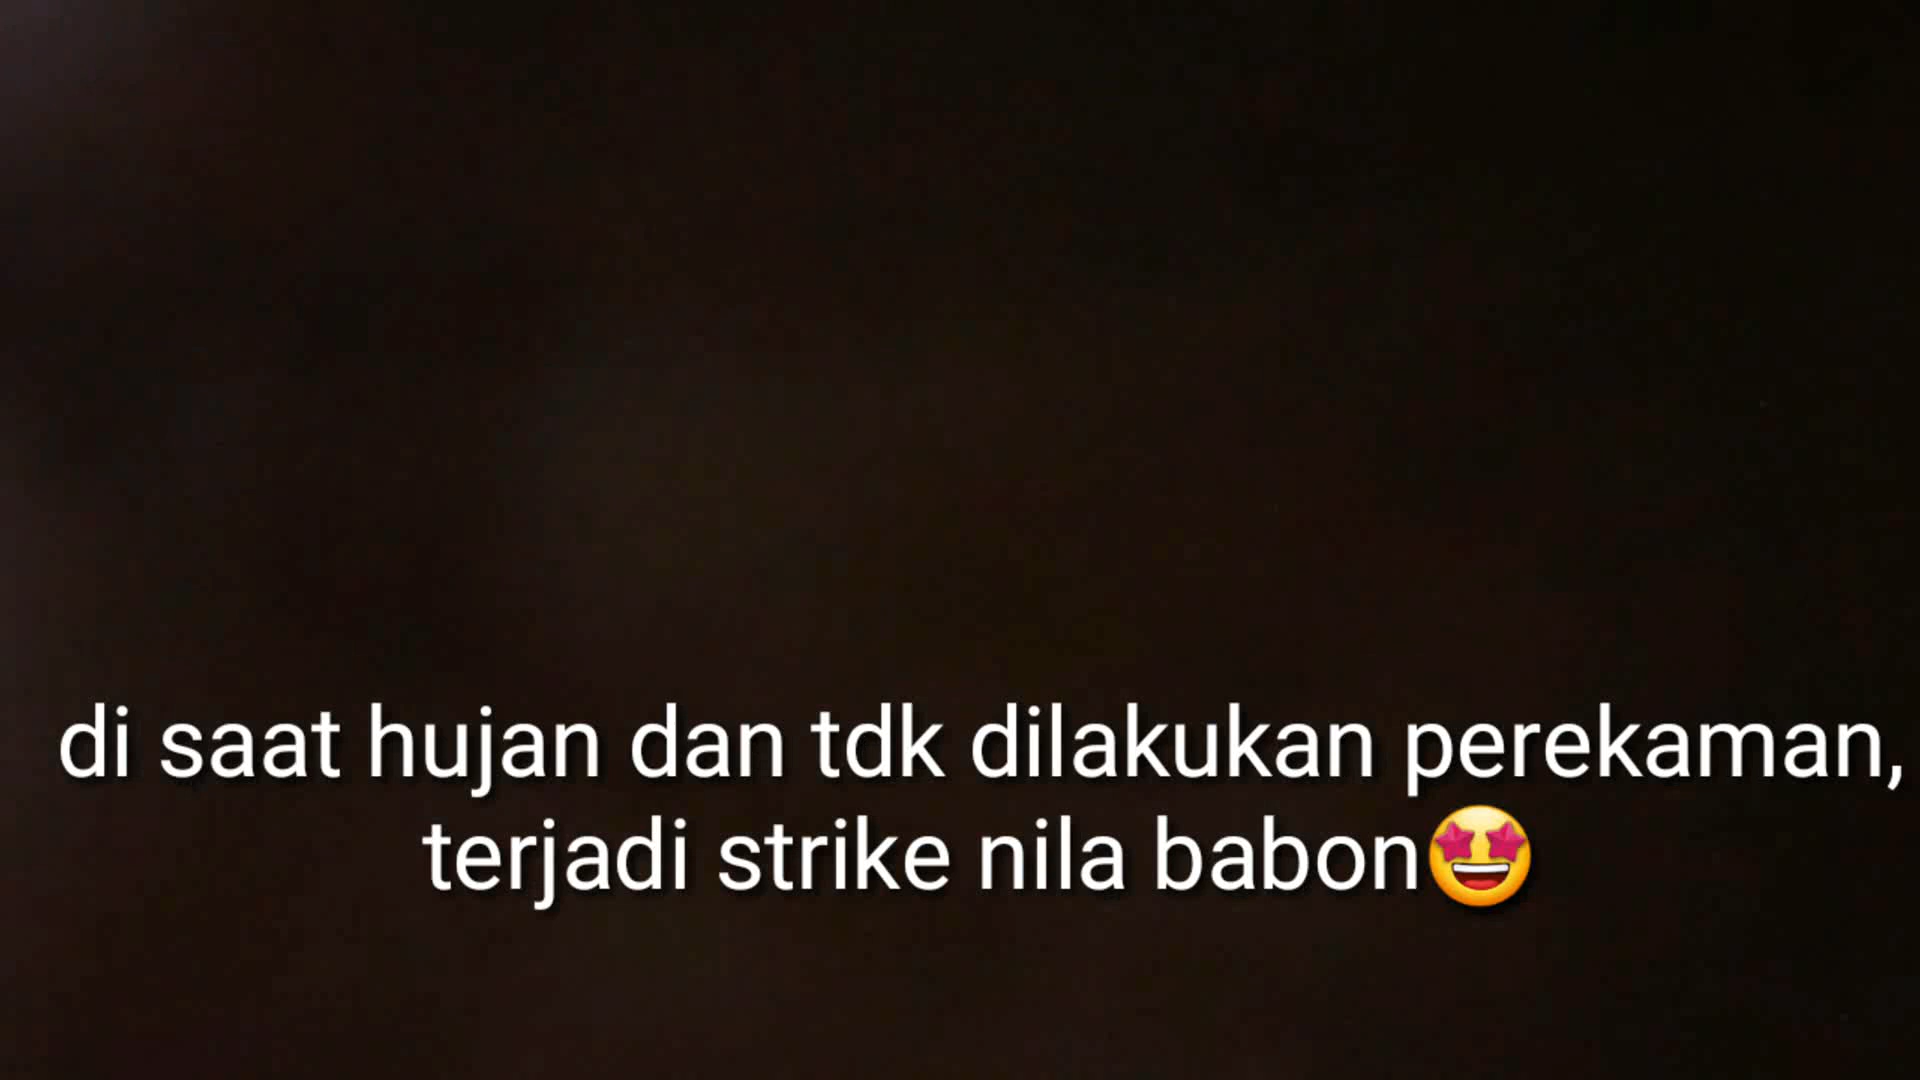 di saat hujan dan tdk dilakukan perekaman,
terjadi strike nila babon🤩